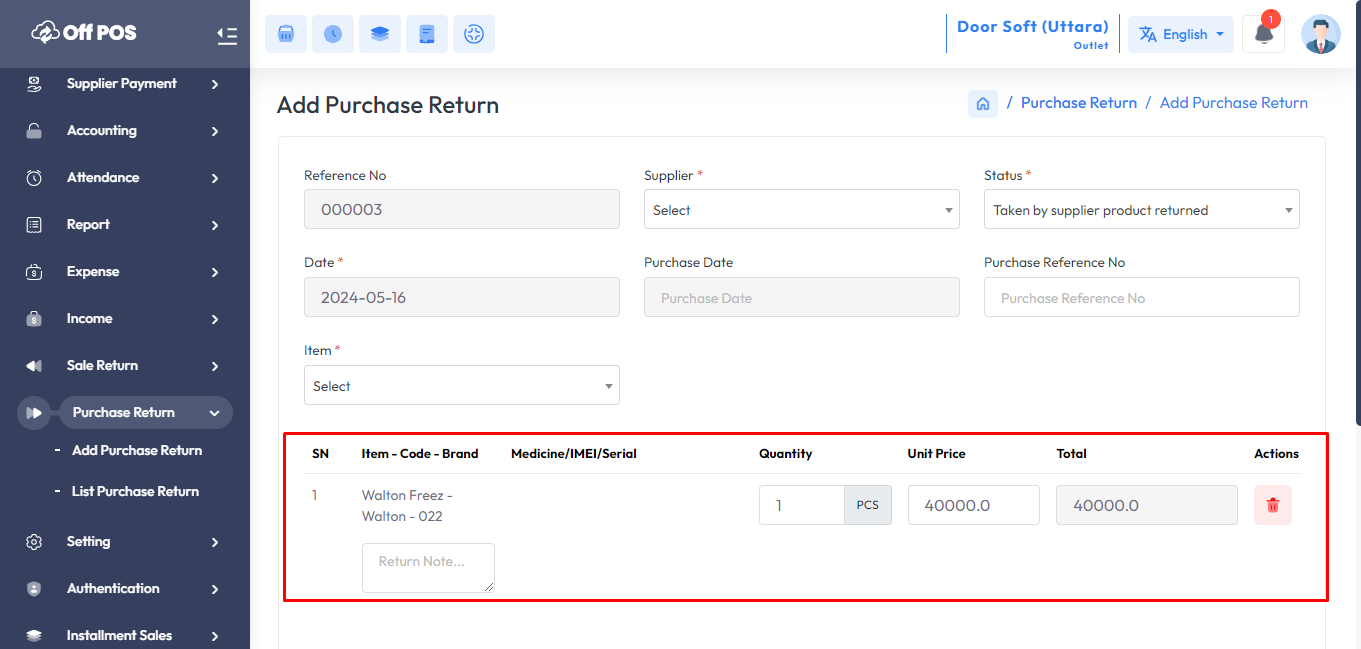 Off POS
Supplier Payment
Accounting
Attendance
Report
Expense
Income
Sale Return
Purchase Return
- Add Purchase Return
- List Purchase Return
Setting
Authentication
Installment Sales
Door Soft (Uttara)
Outlet
English
1
Add Purchase Return
/ Purchase Return / Add Purchase Return
Reference No
000003
Supplier *
Select
Status *
Taken by supplier product returned
Date *
2024-05-16
Purchase Date
Purchase Date
Purchase Reference No
Purchase Reference No
Item *
Select
SN Item - Code - Brand Medicine/IMEI/Serial Quantity Unit Price Total Actions
1 Walton Freez - 1 PCS 40000.0 40000.0
Walton - 022
Return Note...